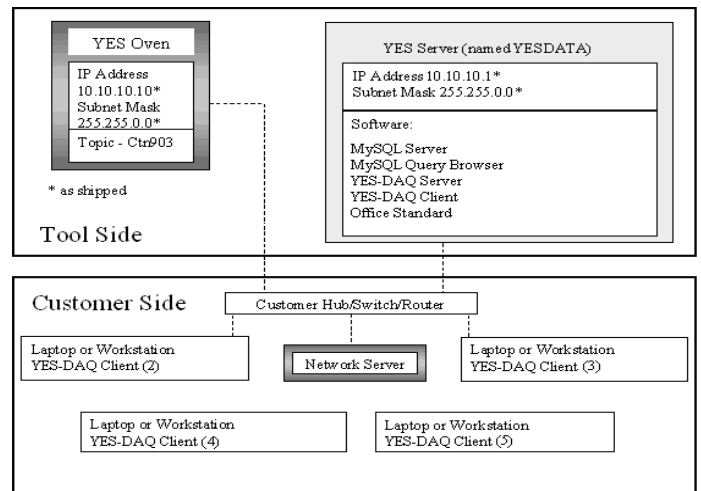 YES Oven
IP Address
10.10.10.10*
Subnet Mask
255.255.0.0*
Topic - Ctn903
* as shipped
Tool Side
YES Server (named YESDATA)
IP Address 10.10.10.1*
Subnet Mask 255.255.0.0*
Software:
MySQL Server
MySQL Query Browser
YES-DAQ Server
YES-DAQ Client
Office Standard
Customer Side
Customer Hub/Switch/Router
Laptop or Workstation
YES-DAQ Client (2)
Network Server
Laptop or Workstation
YES-DAQ Client (3)
Laptop or Workstation
YES-DAQ Client (4)
Laptop or Workstation
YES-DAQ Client (5)